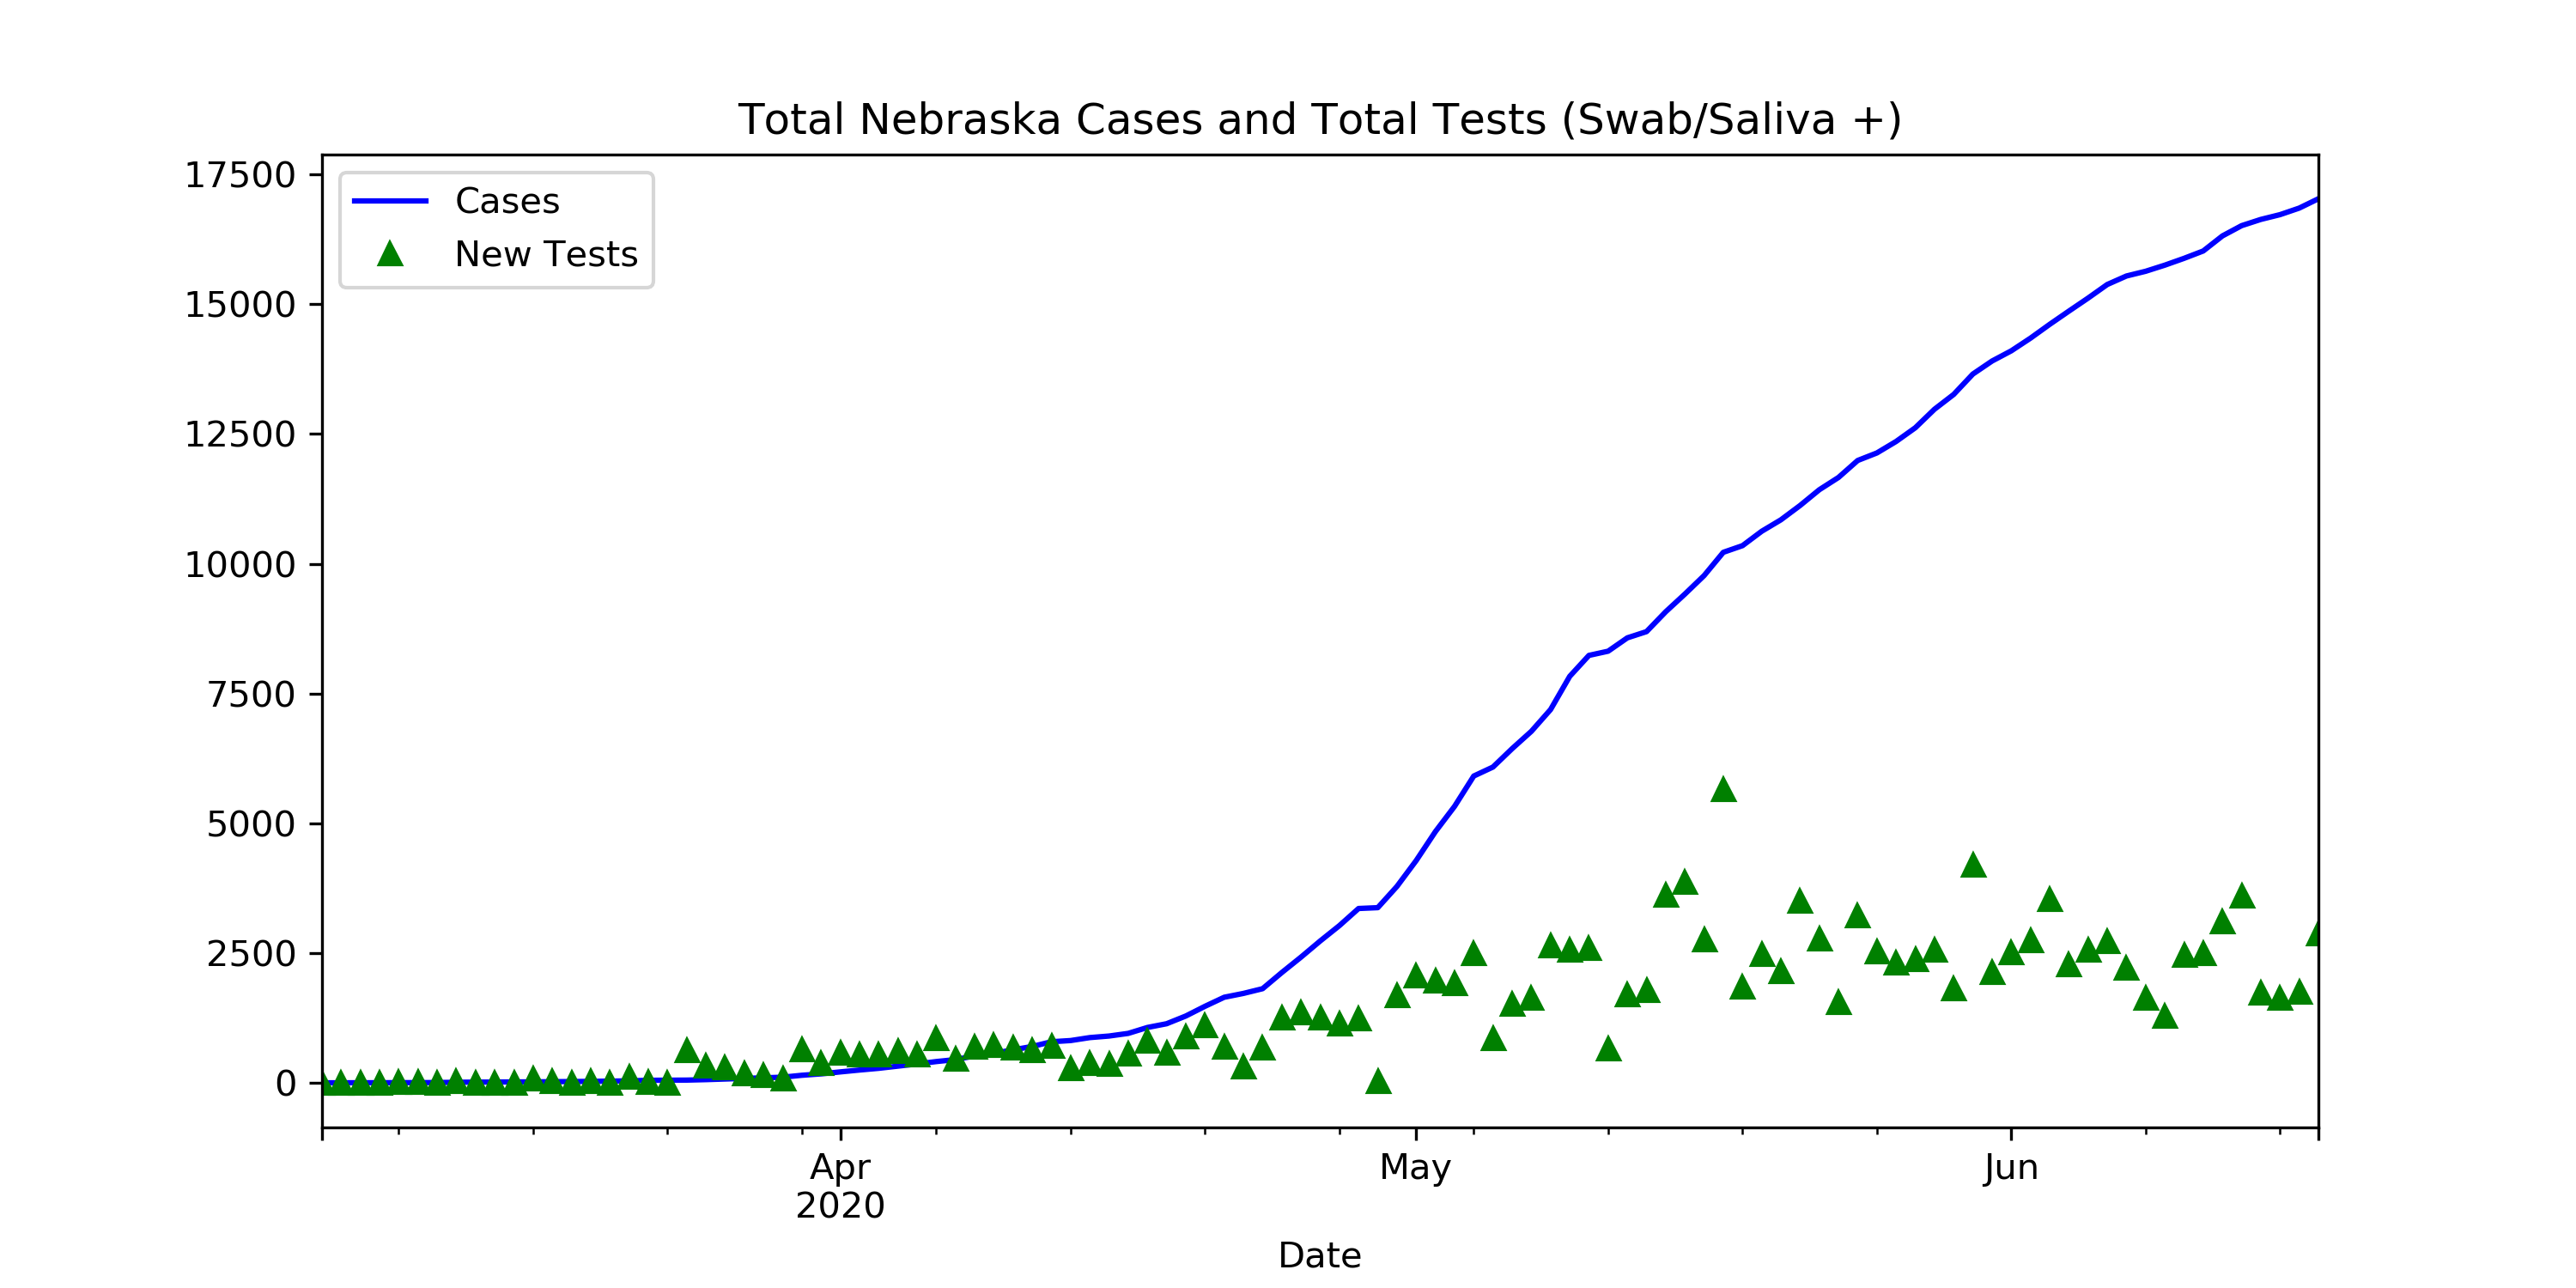 Total Nebraska Cases and Total Tests (Swab/Saliva +)
17500
Cases
New Tests
15000
12500
10000
7500
5000
2500
0
Apr May Jun
2020
Date